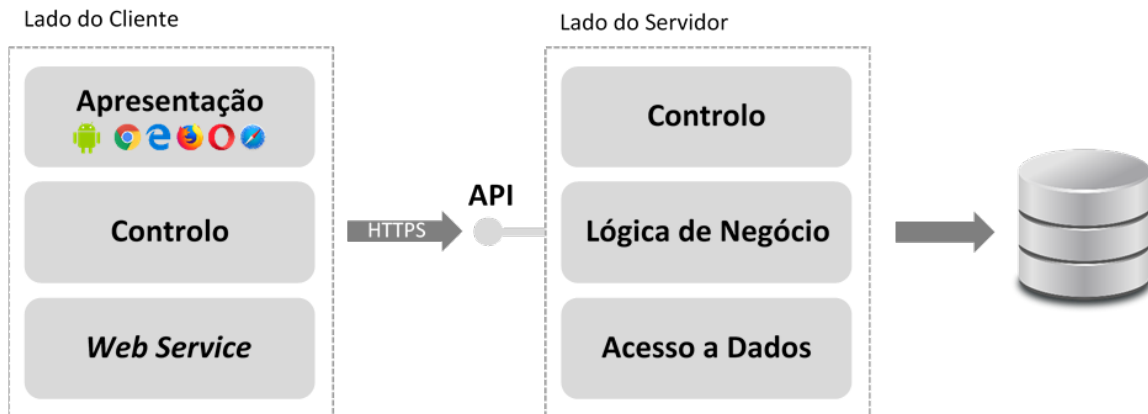 Lado do Cliente
Apresentação
Controlo
Web Service
HTTPS
API
Lado do Servidor
Controlo
Lógica de Negócio
Acesso a Dados